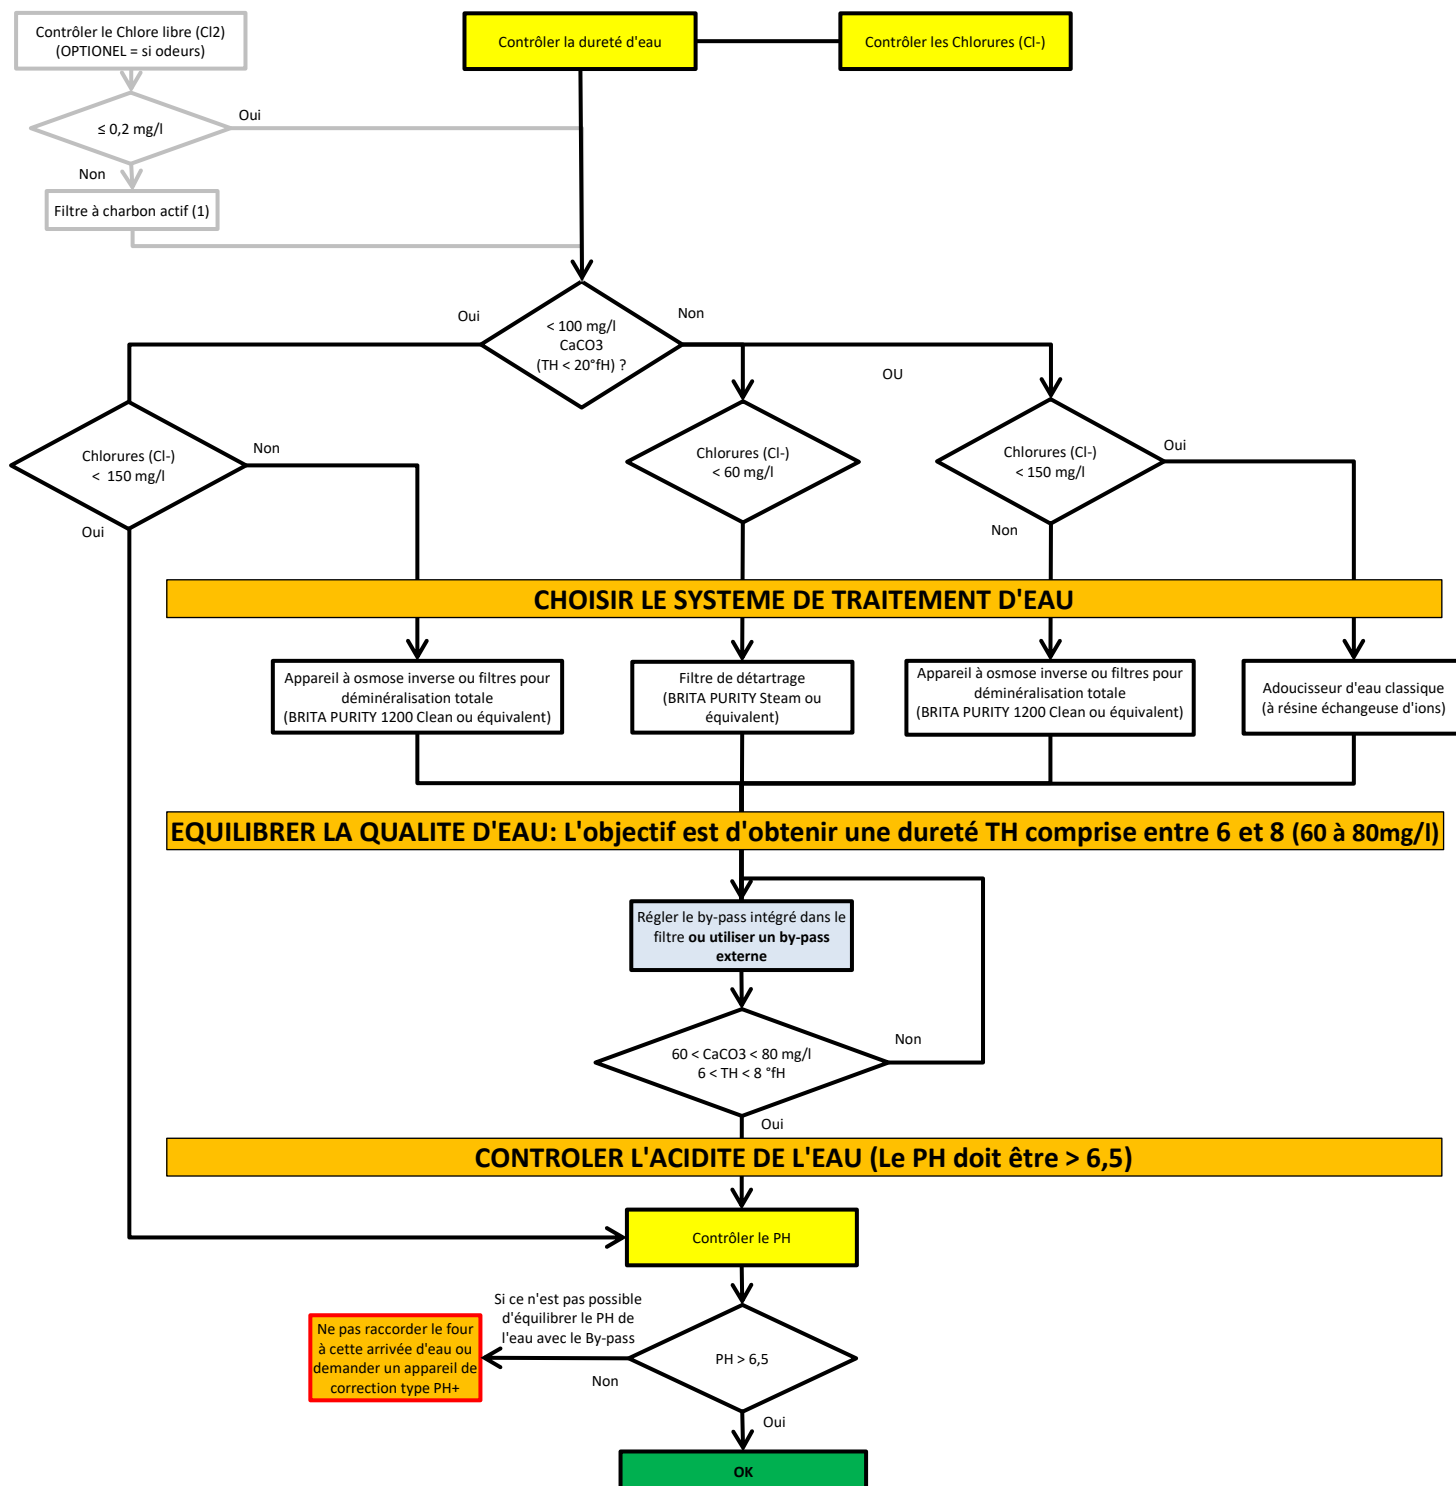 Contrôler le Chlore libre (Cl2)
(OPTIONEL = si odeurs)
Contrôler la dureté d'eau
Contrôler les Chlorures (Cl-)
≤ 0,2 mg/l
Oui
Non
Filtre à charbon actif (1)
Oui
< 100 mg/l
CaCO3
(TH < 20°fH) ?
Non
OU
Chlorures (Cl-)
< 150 mg/l
Non
Oui
Chlorures (Cl-)
< 60 mg/l
Chlorures (Cl-)
< 150 mg/l
Oui
Non
CHOISIR LE SYSTEME DE TRAITEMENT D'EAU
Appareil à osmose inverse ou filtres pour
déminéralisation totale
(BRITA PURITY 1200 Clean ou équivalent)
Filtre de détartrage
(BRITA PURITY Steam ou
équivalent)
Appareil à osmose inverse ou filtres pour
déminéralisation totale
(BRITA PURITY 1200 Clean ou équivalent)
Adoucisseur d'eau classique
(à résine échangeuse d'ions)
EQUILIBRER LA QUALITE D'EAU: L'objectif est d'obtenir une dureté TH comprise entre 6 et 8 (60 à 80mg/l)
Régler le by-pass intégré dans le
filtre ou utiliser un by-pass
externe
60 < CaCO3 < 80 mg/l
6 < TH < 8 °fH
Non
Oui
CONTROLER L'ACIDITE DE L'EAU (Le PH doit être > 6,5)
Contrôler le PH
Si ce n'est pas possible
d'équilibrer le PH de
l'eau avec le By-pass
Ne pas raccorder le four
à cette arrivée d'eau ou
demander un appareil de
correction type PH+
PH > 6,5
Non
Oui
OK